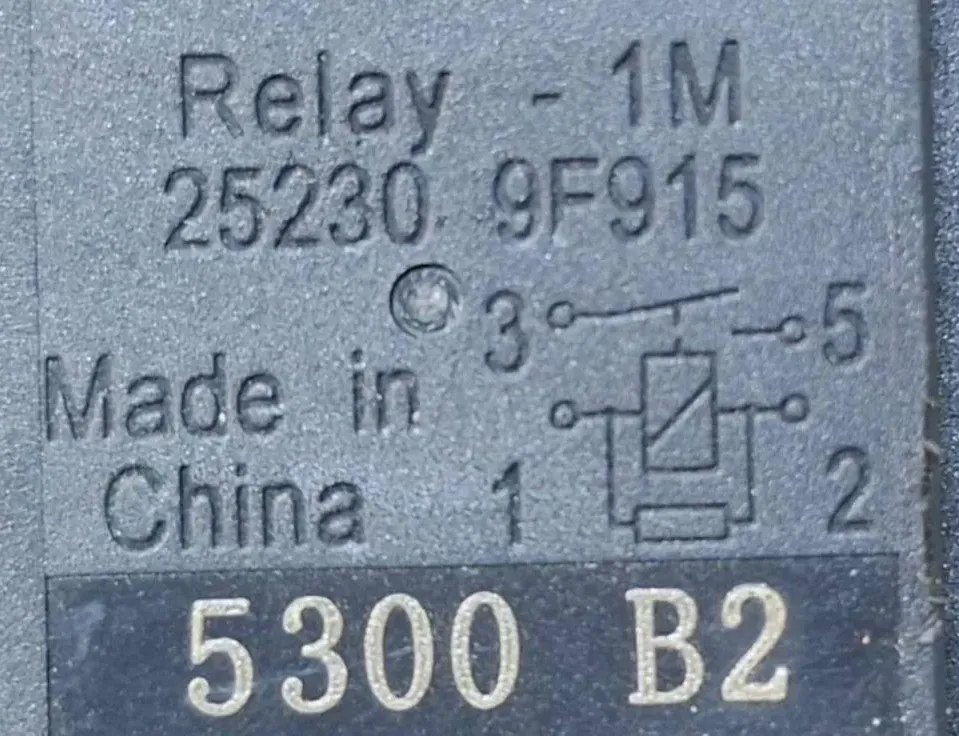 Relay - 1M
25230 9F915
3 5
Made in
China 1 2
5300 B2